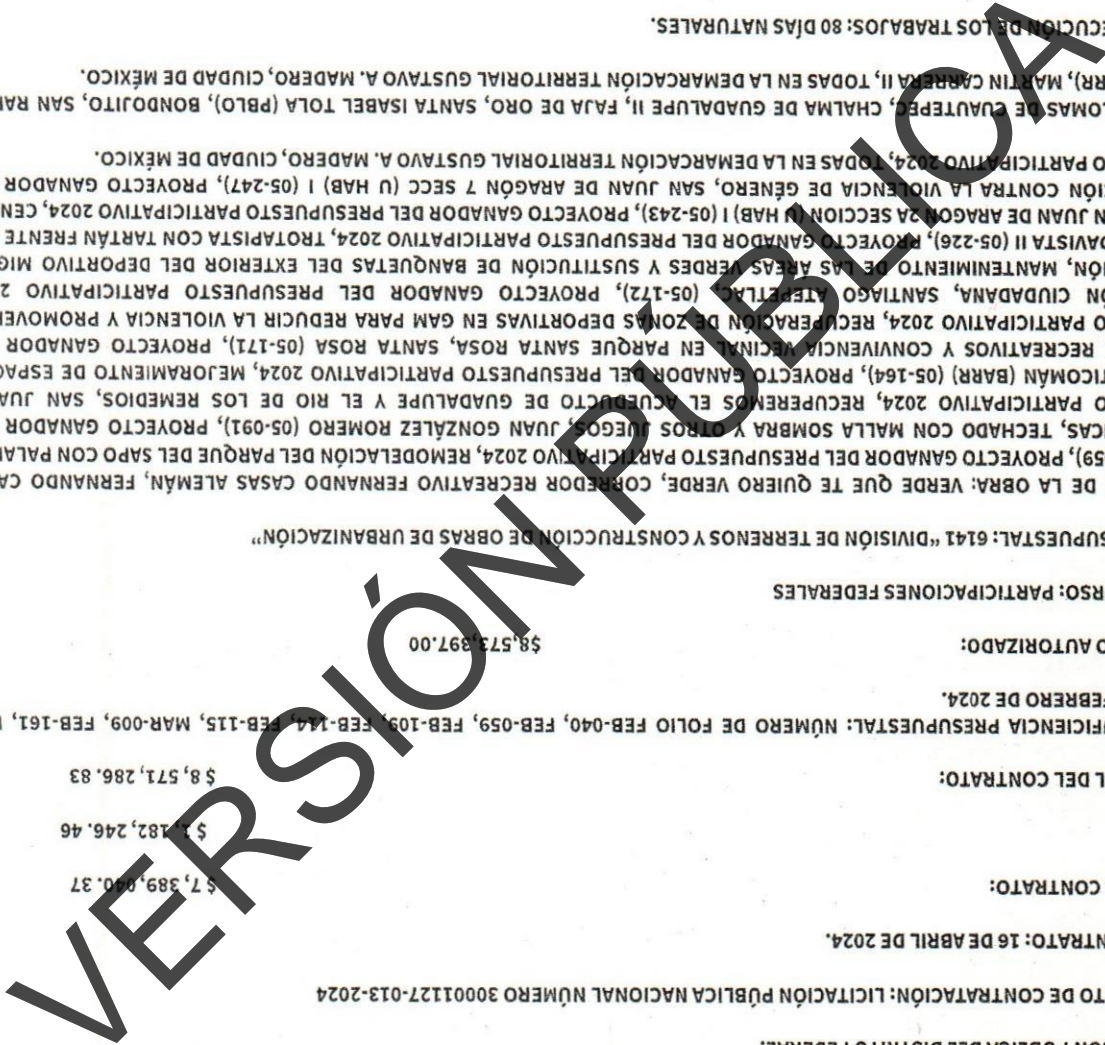 TO DE CONTRATACIÓN: LICITACIÓN PÚBLICA NACIONAL NÚMERO 30001127-013-2024
NTRATO: 16 DE ABRIL DE 2024.
CONTRATO: $ 7, 389, 040. 37
$ 1, 182, 246. 46
L DEL CONTRATO: $ 8, 571, 286. 83
UFICIENCIA PRESUPUESTAL: NÚMERO DE FOLIO FEB-040, FEB-059, FEB-109, FEB-114, FEB-115, MAR-009, FEB-161,
FEBRERO DE 2024.
O AUTORIZADO: $8,573,397.00
RSO: PARTICIPACIONES FEDERALES
SUPUESTAL: 6141 “DIVISIÓN DE TERRENOS Y CONSTRUCCIÓN DE OBRAS DE URBANIZACIÓN”
DE LA OBRA: VERDE QUE TE QUIERO VERDE, CORREDOR RECREATIVO FERNANDO CASAS ALEMÁN, FERNANDO CA
59), PROYECTO GANADOR DEL PRESUPUESTO PARTICIPATIVO 2024, REMODELACIÓN DEL PARQUE DEL SAPO CON PALAP
ICAS, TECHADO CON MALLA SOMBRA Y OTROS JUEGOS, JUAN GONZÁLEZ ROMERO (05-091), PROYECTO GANADOR
O PARTICIPATIVO 2024, RECUPEREMOS EL ACUEDUCTO DE GUADALUPE Y EL RIO DE LOS REMEDIOS, SAN JUA
TICOMÁN (BARR) (05-164), PROYECTO GANADOR DEL PRESUPUESTO PARTICIPATIVO 2024, MEJORAMIENTO DE ESPAC
RECREATIVOS Y CONVIVENCIA VECINAL EN PARQUE SANTA ROSA, SANTA ROSA (05-171), PROYECTO GANADOR
O PARTICIPATIVO 2024, RECUPERACIÓN DE ZONAS DEPORTIVAS EN GAM PARA REDUCIR LA VIOLENCIA Y PROMOVER
ÓN CIUDADANA, SANTIAGO ATEPETLAC, (05-172), PROYECTO GANADOR DEL PRESUPUESTO PARTICIPATIVO 2
IÓN, MANTENIMIENTO DE LAS ÁREAS VERDES Y SUSTITUCIÓN DE BANQUETAS DEL EXTERIOR DEL DEPORTIVO MIG
DAVISTA II (05-226), PROYECTO GANADOR DEL PRESUPUESTO PARTICIPATIVO 2024, TROTAPISTA CON TARTÁN FRENTE
N JUAN DE ARAGON 2A SECCION (U HAB) I (05-243), PROYECTO GANADOR DEL PRESUPUESTO PARTICIPATIVO 2024, CEN
IÓN CONTRA LA VIOLENCIA DE GÉNERO, SAN JUAN DE ARAGÓN 7 SECC (U HAB) I (05-247), PROYECTO GANADOR
O PARTICIPATIVO 2024, TODAS EN LA DEMARCACIÓN TERRITORIAL GUSTAVO A. MADERO, CIUDAD DE MÉXICO.
LOMAS DE CUAUTEPEC, CHALMA DE GUADALUPE II, FAJA DE ORO, SANTA ISABEL TOLA (PBLO), BONDOJITO, SAN RA
RR), MARTIN CARRERA II, TODAS EN LA DEMARCACIÓN TERRITORIAL GUSTAVO A. MADERO, CIUDAD DE MÉXICO.
ECUCIÓN DE LOS TRABAJOS: 80 DÍAS NATURALES.
VERSIÓN PÚBLICA